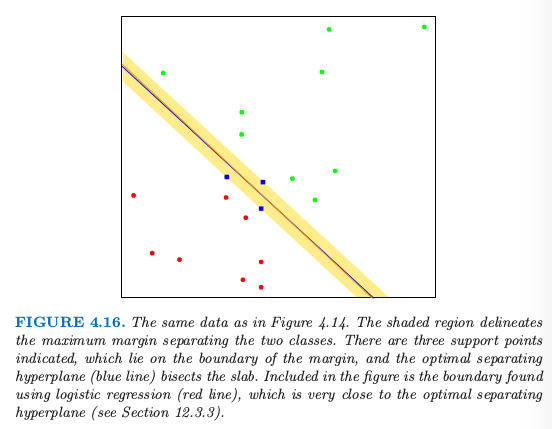 FIGURE 4.16. The same data as in Figure 4.14. The shaded region delineates
the maximum margin separating the two classes. There are three support points
indicated, which lie on the boundary of the margin, and the optimal separating
hyperplane (blue line) bisects the slab. Included in the figure is the boundary found
using logistic regression (red line), which is very close to the optimal separating
hyperplane (see Section 12.3.3).